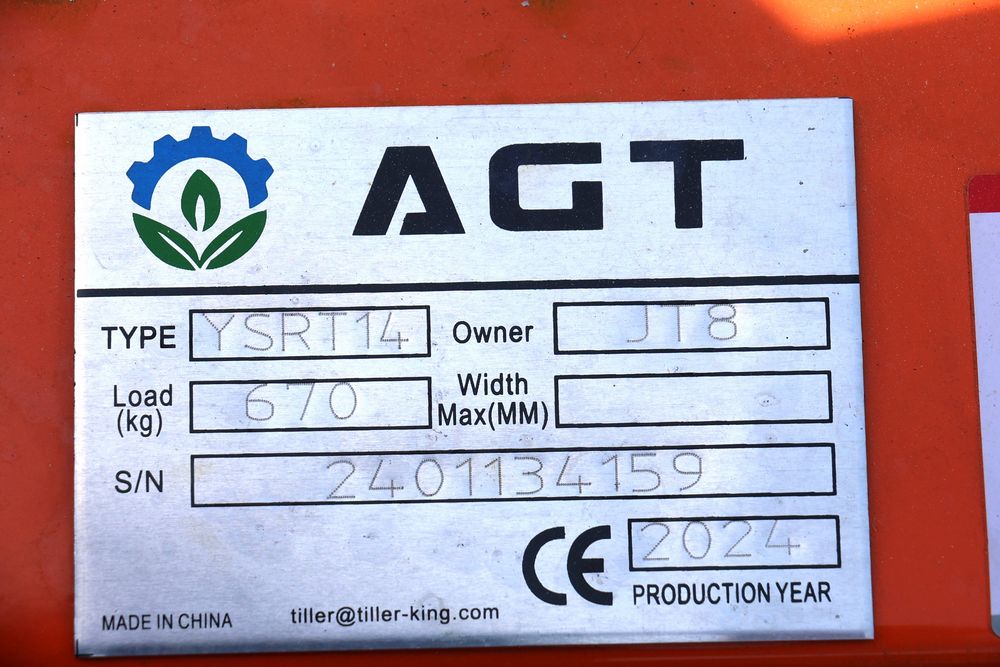 AGT
TYPE YSRT14 Owner JT8
Load (kg) 670 Width Max(MM)
S/N 2401134159
CE 2024
PRODUCTION YEAR
MADE IN CHINA tiller@tiller-king.com